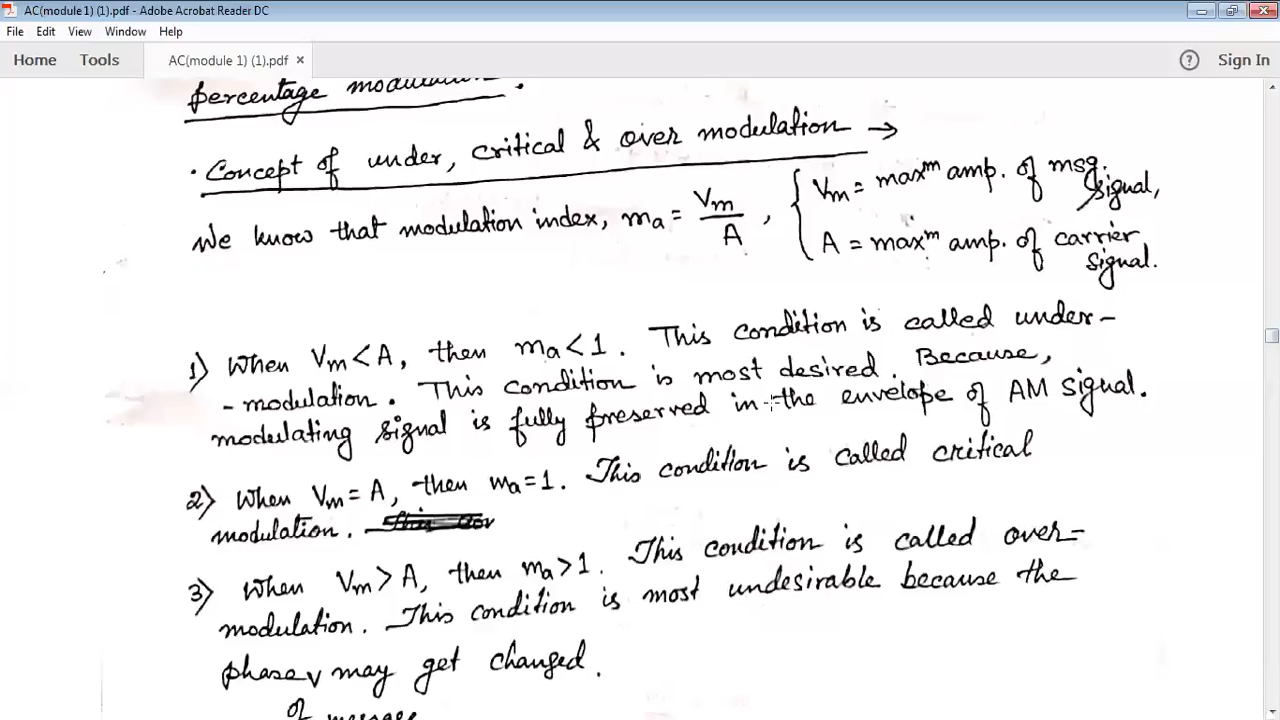 AC(module 1) (1).pdf - Adobe Acrobat Reader DC
File Edit View Window Help
Home Tools AC(module 1) (1).pdf × ? Sign In
percentage modulation.
• Concept of under, critical & over modulation →
We know that modulation index, ma = Vm/A , { Vm = maxm amp. of msg. signal,
A = maxm amp. of carrier signal.
1) When Vm < A, then ma < 1. This condition is called under-
- modulation. This condition is most desired. Because,
modulating signal is fully preserved in the envelope of AM signal.
2) When Vm = A, then ma = 1. This condition is called critical
modulation.
3) When Vm > A, then ma > 1. This condition is called over-
modulation. This condition is most undesirable because the
phase v may get changed.
of message